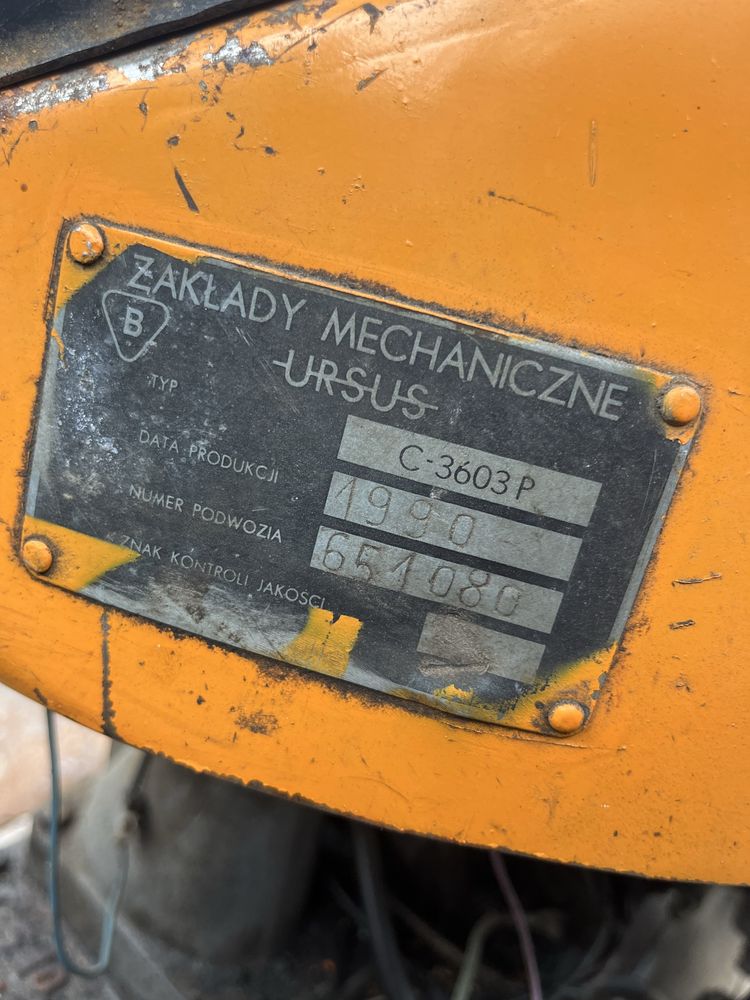 ZAKŁADY MECHANICZNE
B
URSUS
TYP C-3603P
DATA PRODUKCJI 1990
NUMER PODWOZIA 651080
ZNAK KONTROLI JAKOŚCI